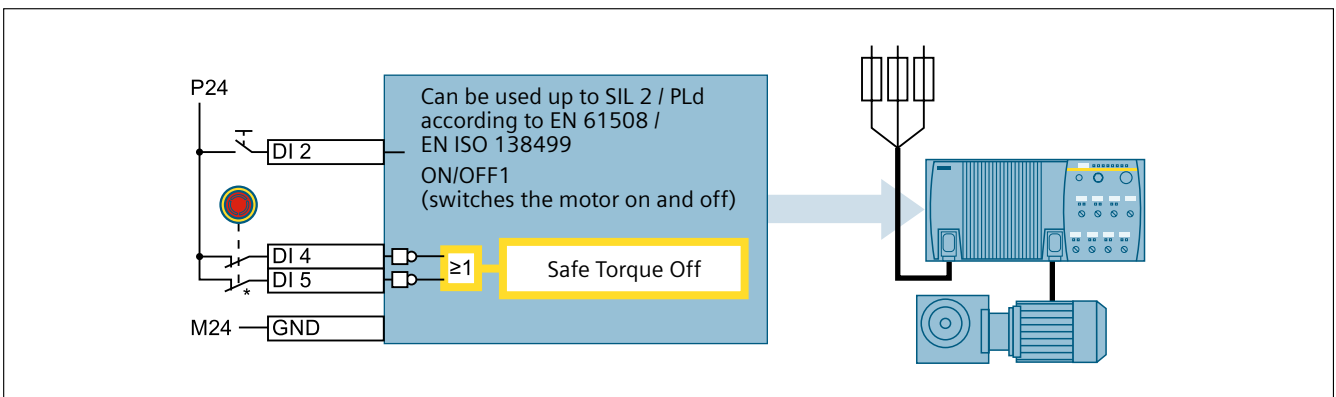 P24
DI 2
DI 4
DI 5
*
M24
GND
Can be used up to SIL 2 / PLd
according to EN 61508 /
EN ISO 138499
ON/OFF1
(switches the motor on and off)
≥1
Safe Torque Off